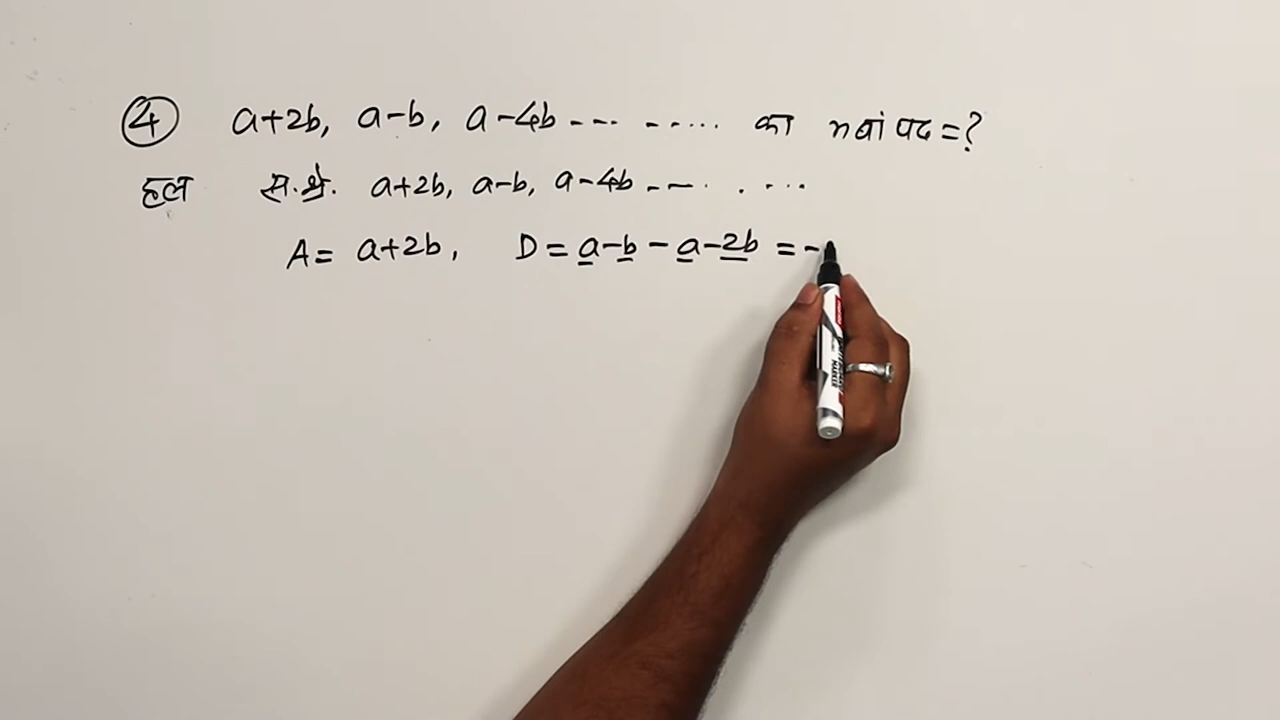 ④ a+2b, a-b, a-4b --- ----.. का nवां पद =?
हल स.श्रे. a+2b, a-b, a-4b --- . ---
A= a+2b, D= a-b - a-2b = -